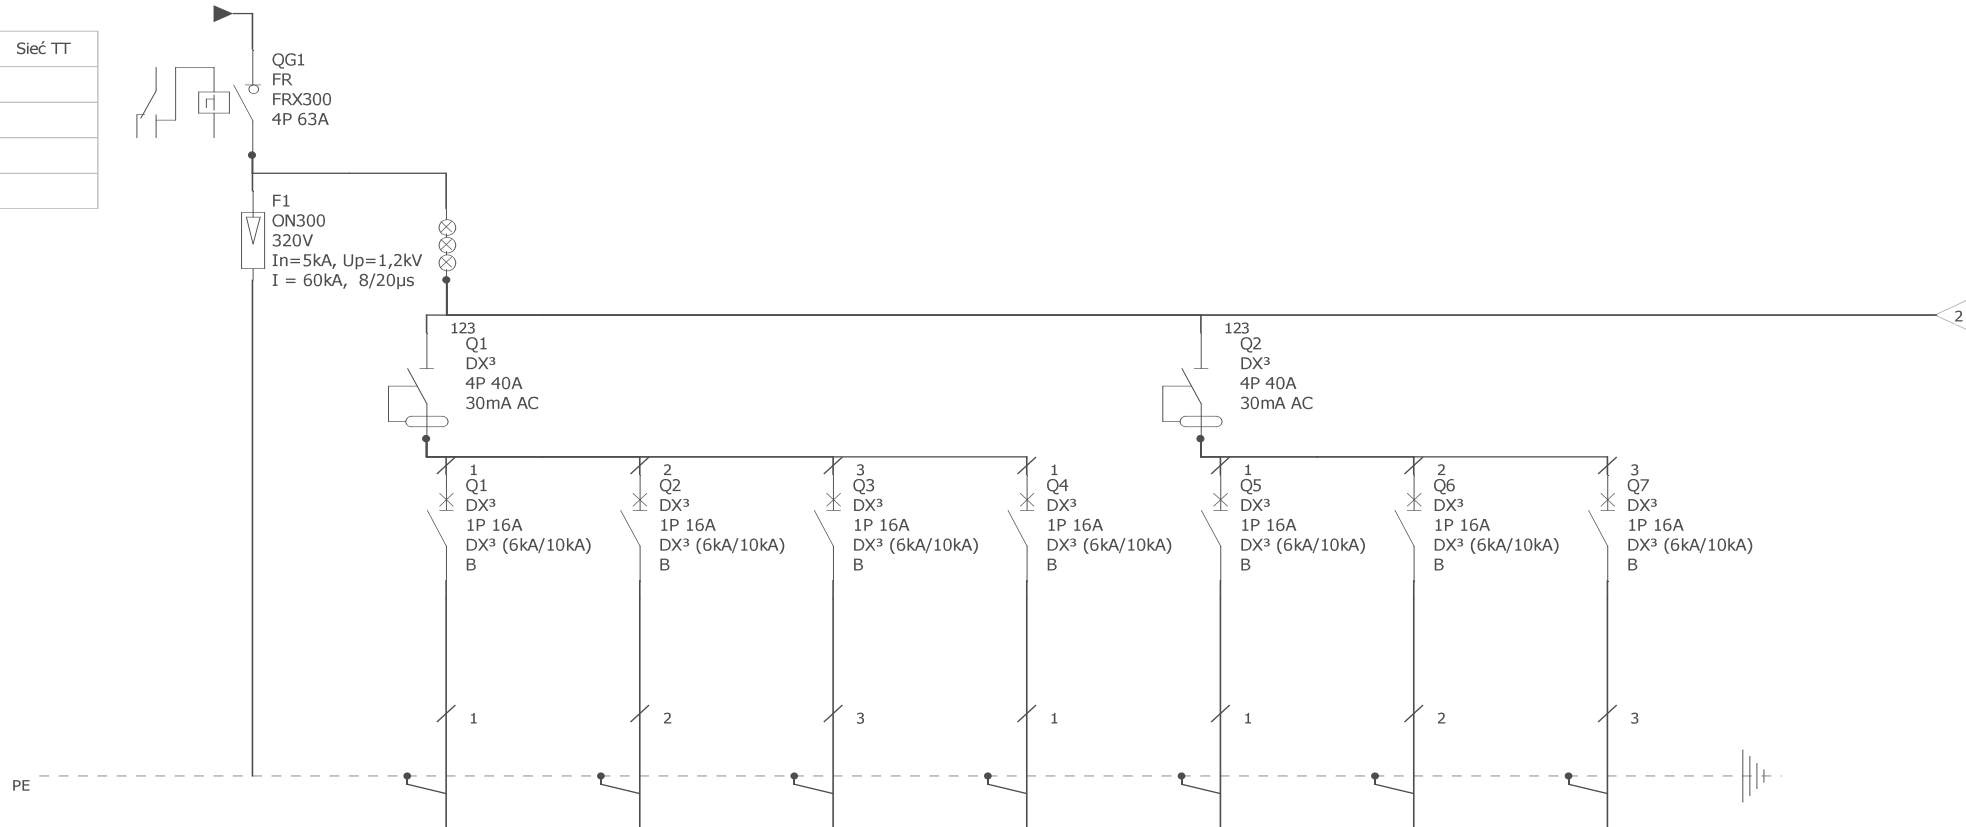 Sieć TT
QG1
FR
FRX300
4P 63A
F1
ON300
320V
In=5kA, Up=1,2kV
I = 60kA, 8/20µs
2
123
Q1
DX³
4P 40A
30mA AC
123
Q2
DX³
4P 40A
30mA AC
1
Q1
DX³
1P 16A
DX³ (6kA/10kA)
B
2
Q2
DX³
1P 16A
DX³ (6kA/10kA)
B
3
Q3
DX³
1P 16A
DX³ (6kA/10kA)
B
1
Q4
DX³
1P 16A
DX³ (6kA/10kA)
B
1
Q5
DX³
1P 16A
DX³ (6kA/10kA)
B
2
Q6
DX³
1P 16A
DX³ (6kA/10kA)
B
3
Q7
DX³
1P 16A
DX³ (6kA/10kA)
B
1
2
3
1
1
2
3
PE